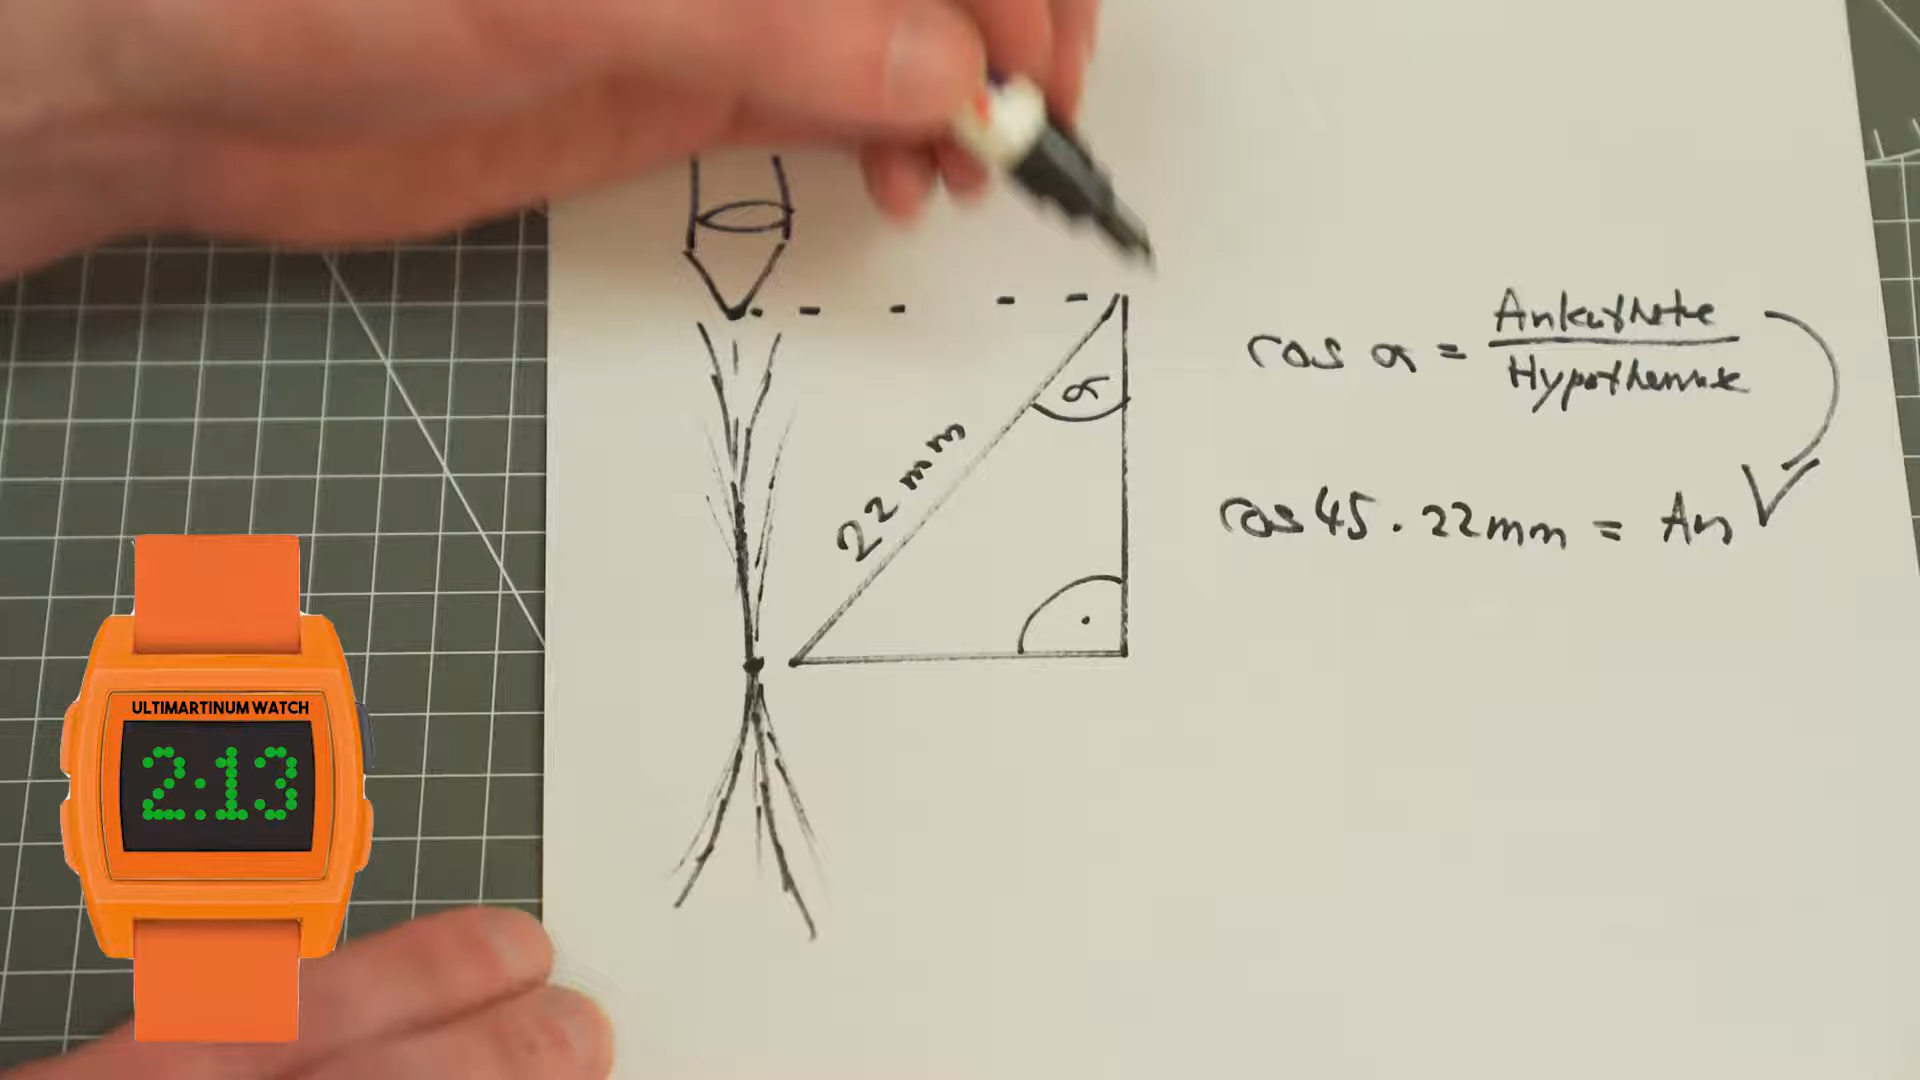 cos α = Ankathete / Hypothenuse
22 mm
α
cos 45 · 22mm = An
ULTIMARTINUM WATCH
2:13